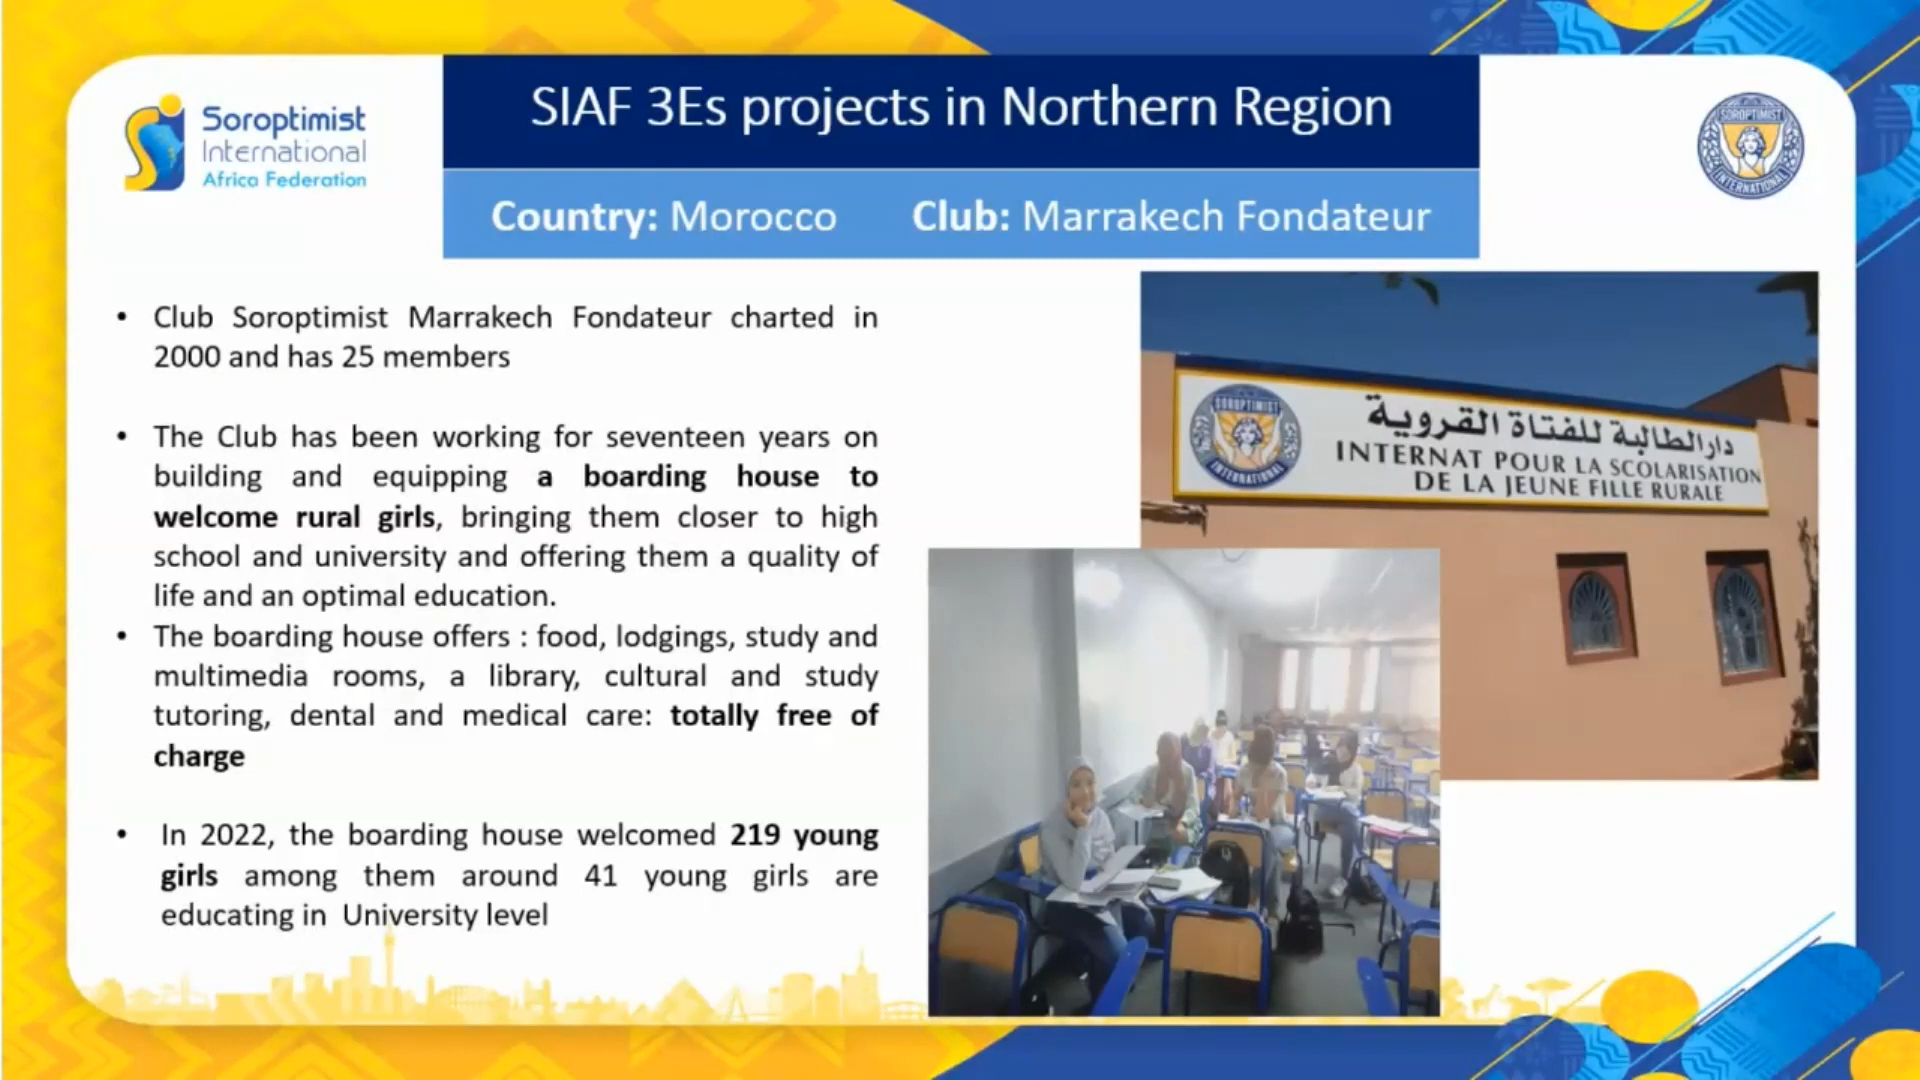 Soroptimist
International
Africa Federation
SIAF 3Es projects in Northern Region
Country: Morocco Club: Marrakech Fondateur
SOROPTIMIST
INTERNATIONAL
• Club Soroptimist Marrakech Fondateur charted in
2000 and has 25 members
• The Club has been working for seventeen years on
building and equipping a boarding house to
welcome rural girls, bringing them closer to high
school and university and offering them a quality of
life and an optimal education.
• The boarding house offers : food, lodgings, study and
multimedia rooms, a library, cultural and study
tutoring, dental and medical care: totally free of
charge
• In 2022, the boarding house welcomed 219 young
girls among them around 41 young girls are
educating in University level
SOROPTIMIST
INTERNATIONAL
دار الطالبة للفتاة القروية
INTERNAT POUR LA SCOLARISATION
DE LA JEUNE FILLE RURALE